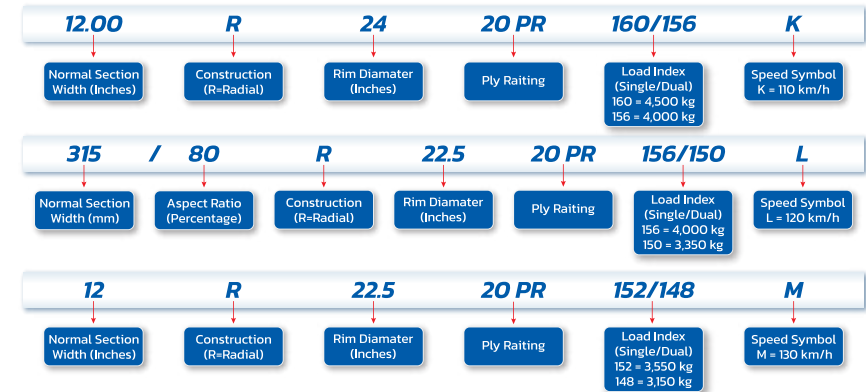 12.00 R 24 20 PR 160/156 K
Normal Section
Width (Inches)
Construction
(R=Radial)
Rim Diamater
(Inches)
Ply Raiting
Load Index
(Single/Dual)
160 = 4,500 kg
156 = 4,000 kg
Speed Symbol
K = 110 km/h
315 / 80 R 22.5 20 PR 156/150 L
Normal Section
Width (mm)
Aspect Ratio
(Percentage)
Construction
(R=Radial)
Rim Diamater
(Inches)
Ply Raiting
Load Index
(Single/Dual)
156 = 4,000 kg
150 = 3,350 kg
Speed Symbol
L = 120 km/h
12 R 22.5 20 PR 152/148 M
Normal Section
Width (Inches)
Construction
(R=Radial)
Rim Diamater
(Inches)
Ply Raiting
Load Index
(Single/Dual)
152 = 3,550 kg
148 = 3,150 kg
Speed Symbol
M = 130 km/h